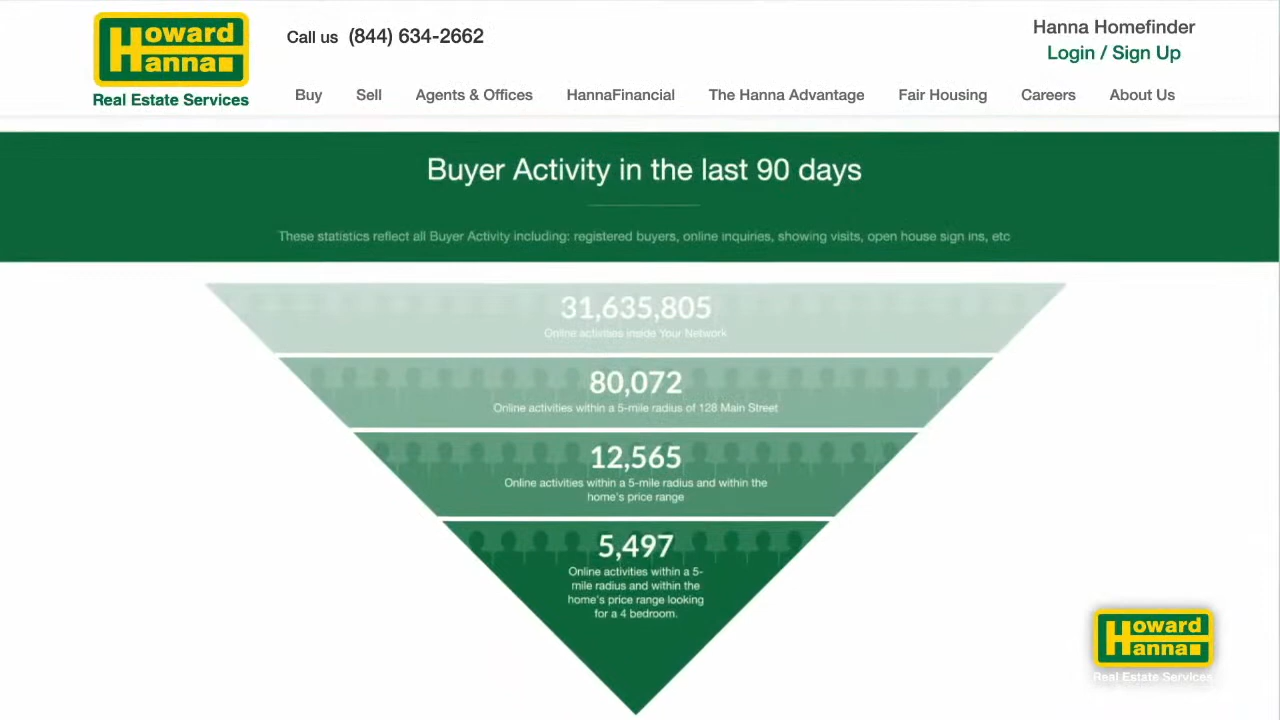 Howard
Hanna
Real Estate Services
Call us (844) 634-2662
Hanna Homefinder
Login / Sign Up
Buy Sell Agents & Offices HannaFinancial The Hanna Advantage Fair Housing Careers About Us
Buyer Activity in the last 90 days
These statistics reflect all Buyer Activity including: registered buyers, online inquiries, showing visits, open house sign ins, etc
31,635,805
Online activities inside Your Network
80,072
Online activities within a 5-mile radius of 128 Main Street
12,565
Online activities within a 5-mile radius and within the
home's price range
5,497
Online activities within a 5-
mile radius and within the
home's price range looking
for a 4 bedroom.
Howard
Hanna
Real Estate Services